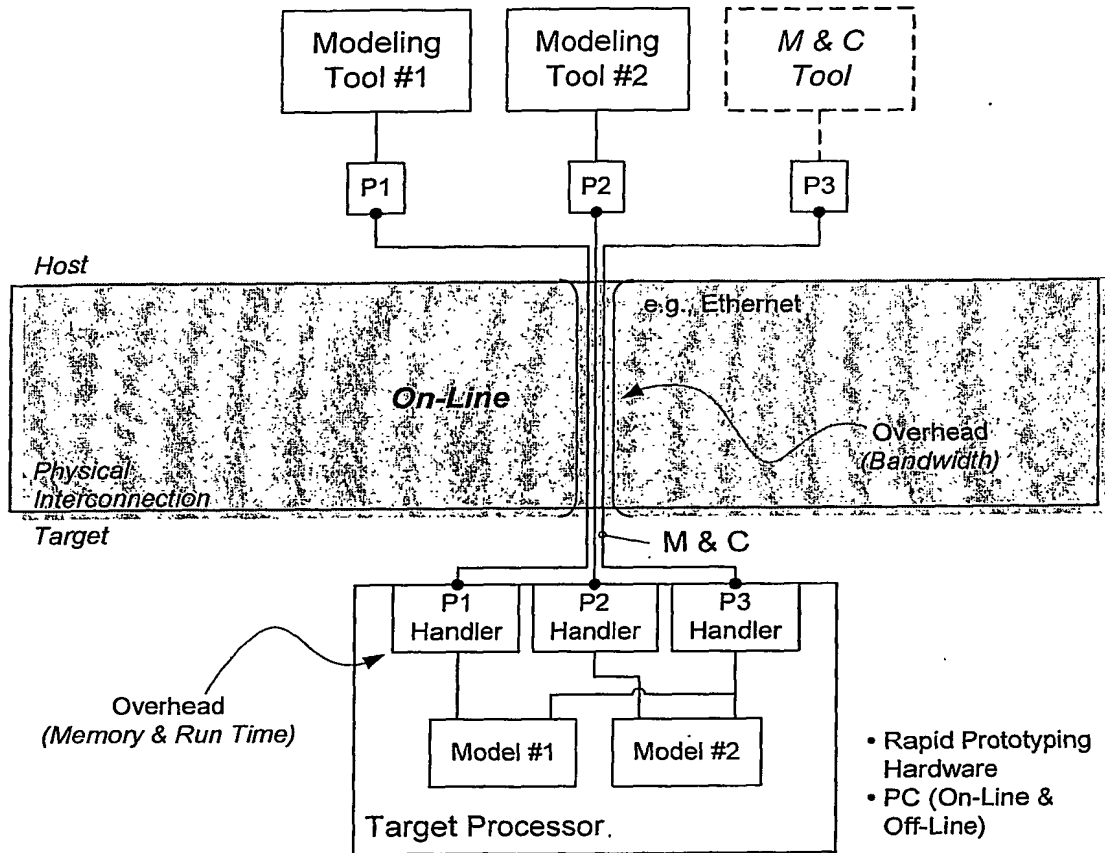 Modeling
Tool #1
Modeling
Tool #2
M & C
Tool
P1
P2
P3
Host
e.g., Ethernet
On-Line
Overhead
(Bandwidth)
Physical
Interconnection
Target
M & C
P1
Handler
P2
Handler
P3
Handler
Overhead
(Memory & Run Time)
Model #1
Model #2
• Rapid Prototyping
Hardware
• PC (On-Line &
Off-Line)
Target Processor.